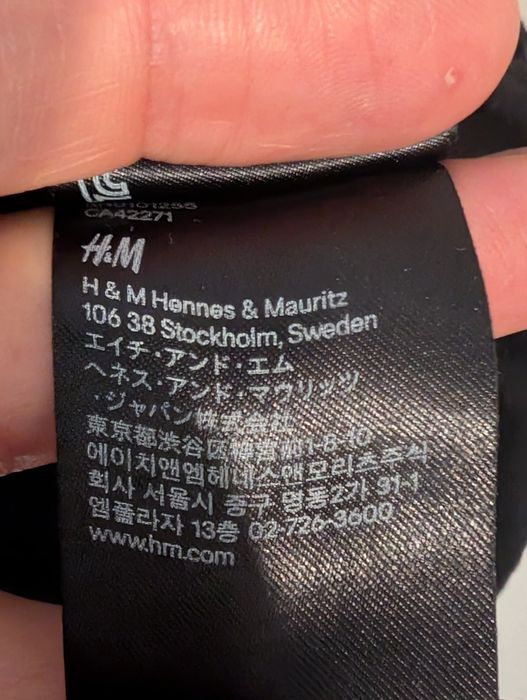 CA42271
H&M
H & M Hennes & Mauritz
106 38 Stockholm, Sweden
エイチ・アンド・エム
ヘネス・アンド・マウリッツ
・ジャパン株式会社
東京都渋谷区神宮前1-8-10
에이치앤엠헤네스앤모리츠주식
회사 서울시 중구 명동2가 31-1
엠플라자 13층 02-726-3600
www.hm.com